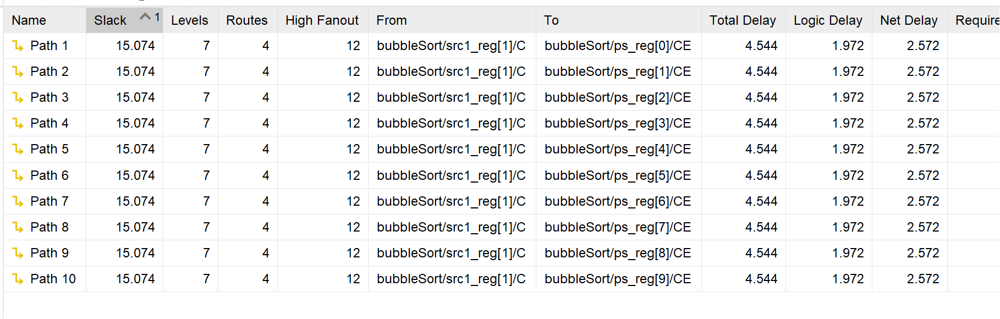 Name Slack 1 Levels Routes High Fanout From To Total Delay Logic Delay Net Delay Require
Path 1 15.074 7 4 12 bubbleSort/src1_reg[1]/C bubbleSort/ps_reg[0]/CE 4.544 1.972 2.572
Path 2 15.074 7 4 12 bubbleSort/src1_reg[1]/C bubbleSort/ps_reg[1]/CE 4.544 1.972 2.572
Path 3 15.074 7 4 12 bubbleSort/src1_reg[1]/C bubbleSort/ps_reg[2]/CE 4.544 1.972 2.572
Path 4 15.074 7 4 12 bubbleSort/src1_reg[1]/C bubbleSort/ps_reg[3]/CE 4.544 1.972 2.572
Path 5 15.074 7 4 12 bubbleSort/src1_reg[1]/C bubbleSort/ps_reg[4]/CE 4.544 1.972 2.572
Path 6 15.074 7 4 12 bubbleSort/src1_reg[1]/C bubbleSort/ps_reg[5]/CE 4.544 1.972 2.572
Path 7 15.074 7 4 12 bubbleSort/src1_reg[1]/C bubbleSort/ps_reg[6]/CE 4.544 1.972 2.572
Path 8 15.074 7 4 12 bubbleSort/src1_reg[1]/C bubbleSort/ps_reg[7]/CE 4.544 1.972 2.572
Path 9 15.074 7 4 12 bubbleSort/src1_reg[1]/C bubbleSort/ps_reg[8]/CE 4.544 1.972 2.572
Path 10 15.074 7 4 12 bubbleSort/src1_reg[1]/C bubbleSort/ps_reg[9]/CE 4.544 1.972 2.572